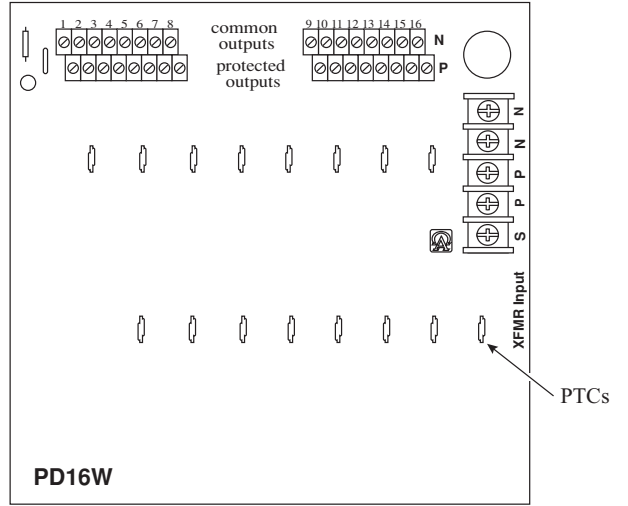 1 2 3 4 5 6 7 8
common
outputs
9 10 11 12 13 14 15 16
N
protected
outputs
P
N
N
P
P
S
XFMR Input
PTCs
PD16W